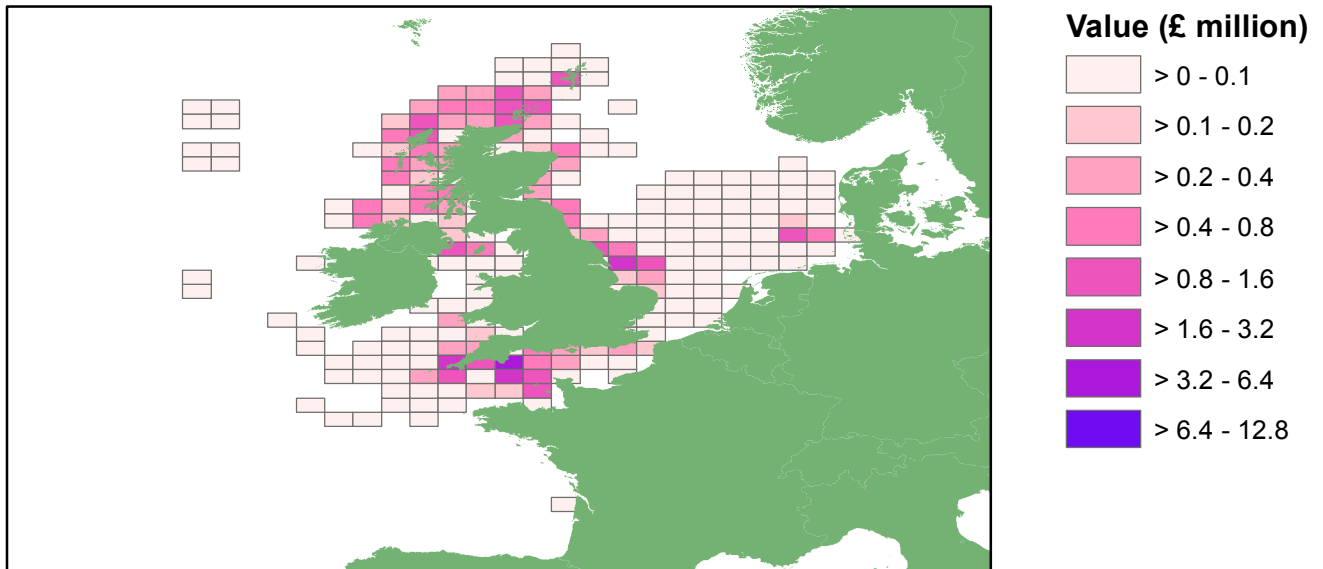 Value (£ million)
> 0 - 0.1
> 0.1 - 0.2
> 0.2 - 0.4
> 0.4 - 0.8
> 0.8 - 1.6
> 1.6 - 3.2
> 3.2 - 6.4
> 6.4 - 12.8